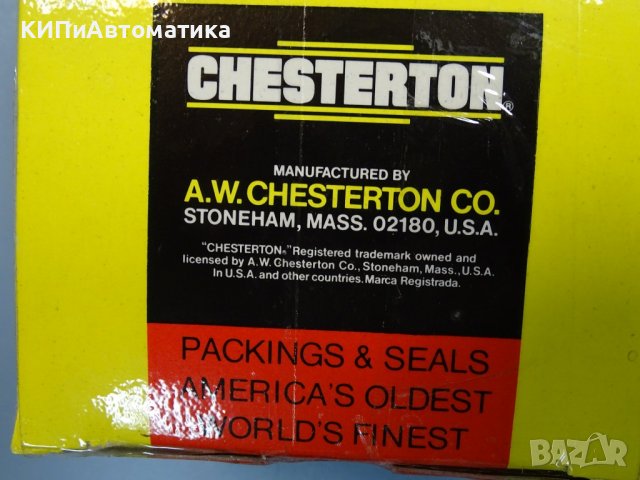 КИПиАвтоматика
CHESTERTON®
MANUFACTURED BY
A.W. CHESTERTON CO.
STONEHAM, MASS. 02180, U.S.A.
"CHESTERTON®" Registered trademark owned and
licensed by A.W. Chesterton Co., Stoneham, Mass., U.S.A.
In U.S.A. and other countries. Marca Registrada.
PACKINGS & SEALS
AMERICA'S OLDEST
WORLD'S FINEST
BAZAR